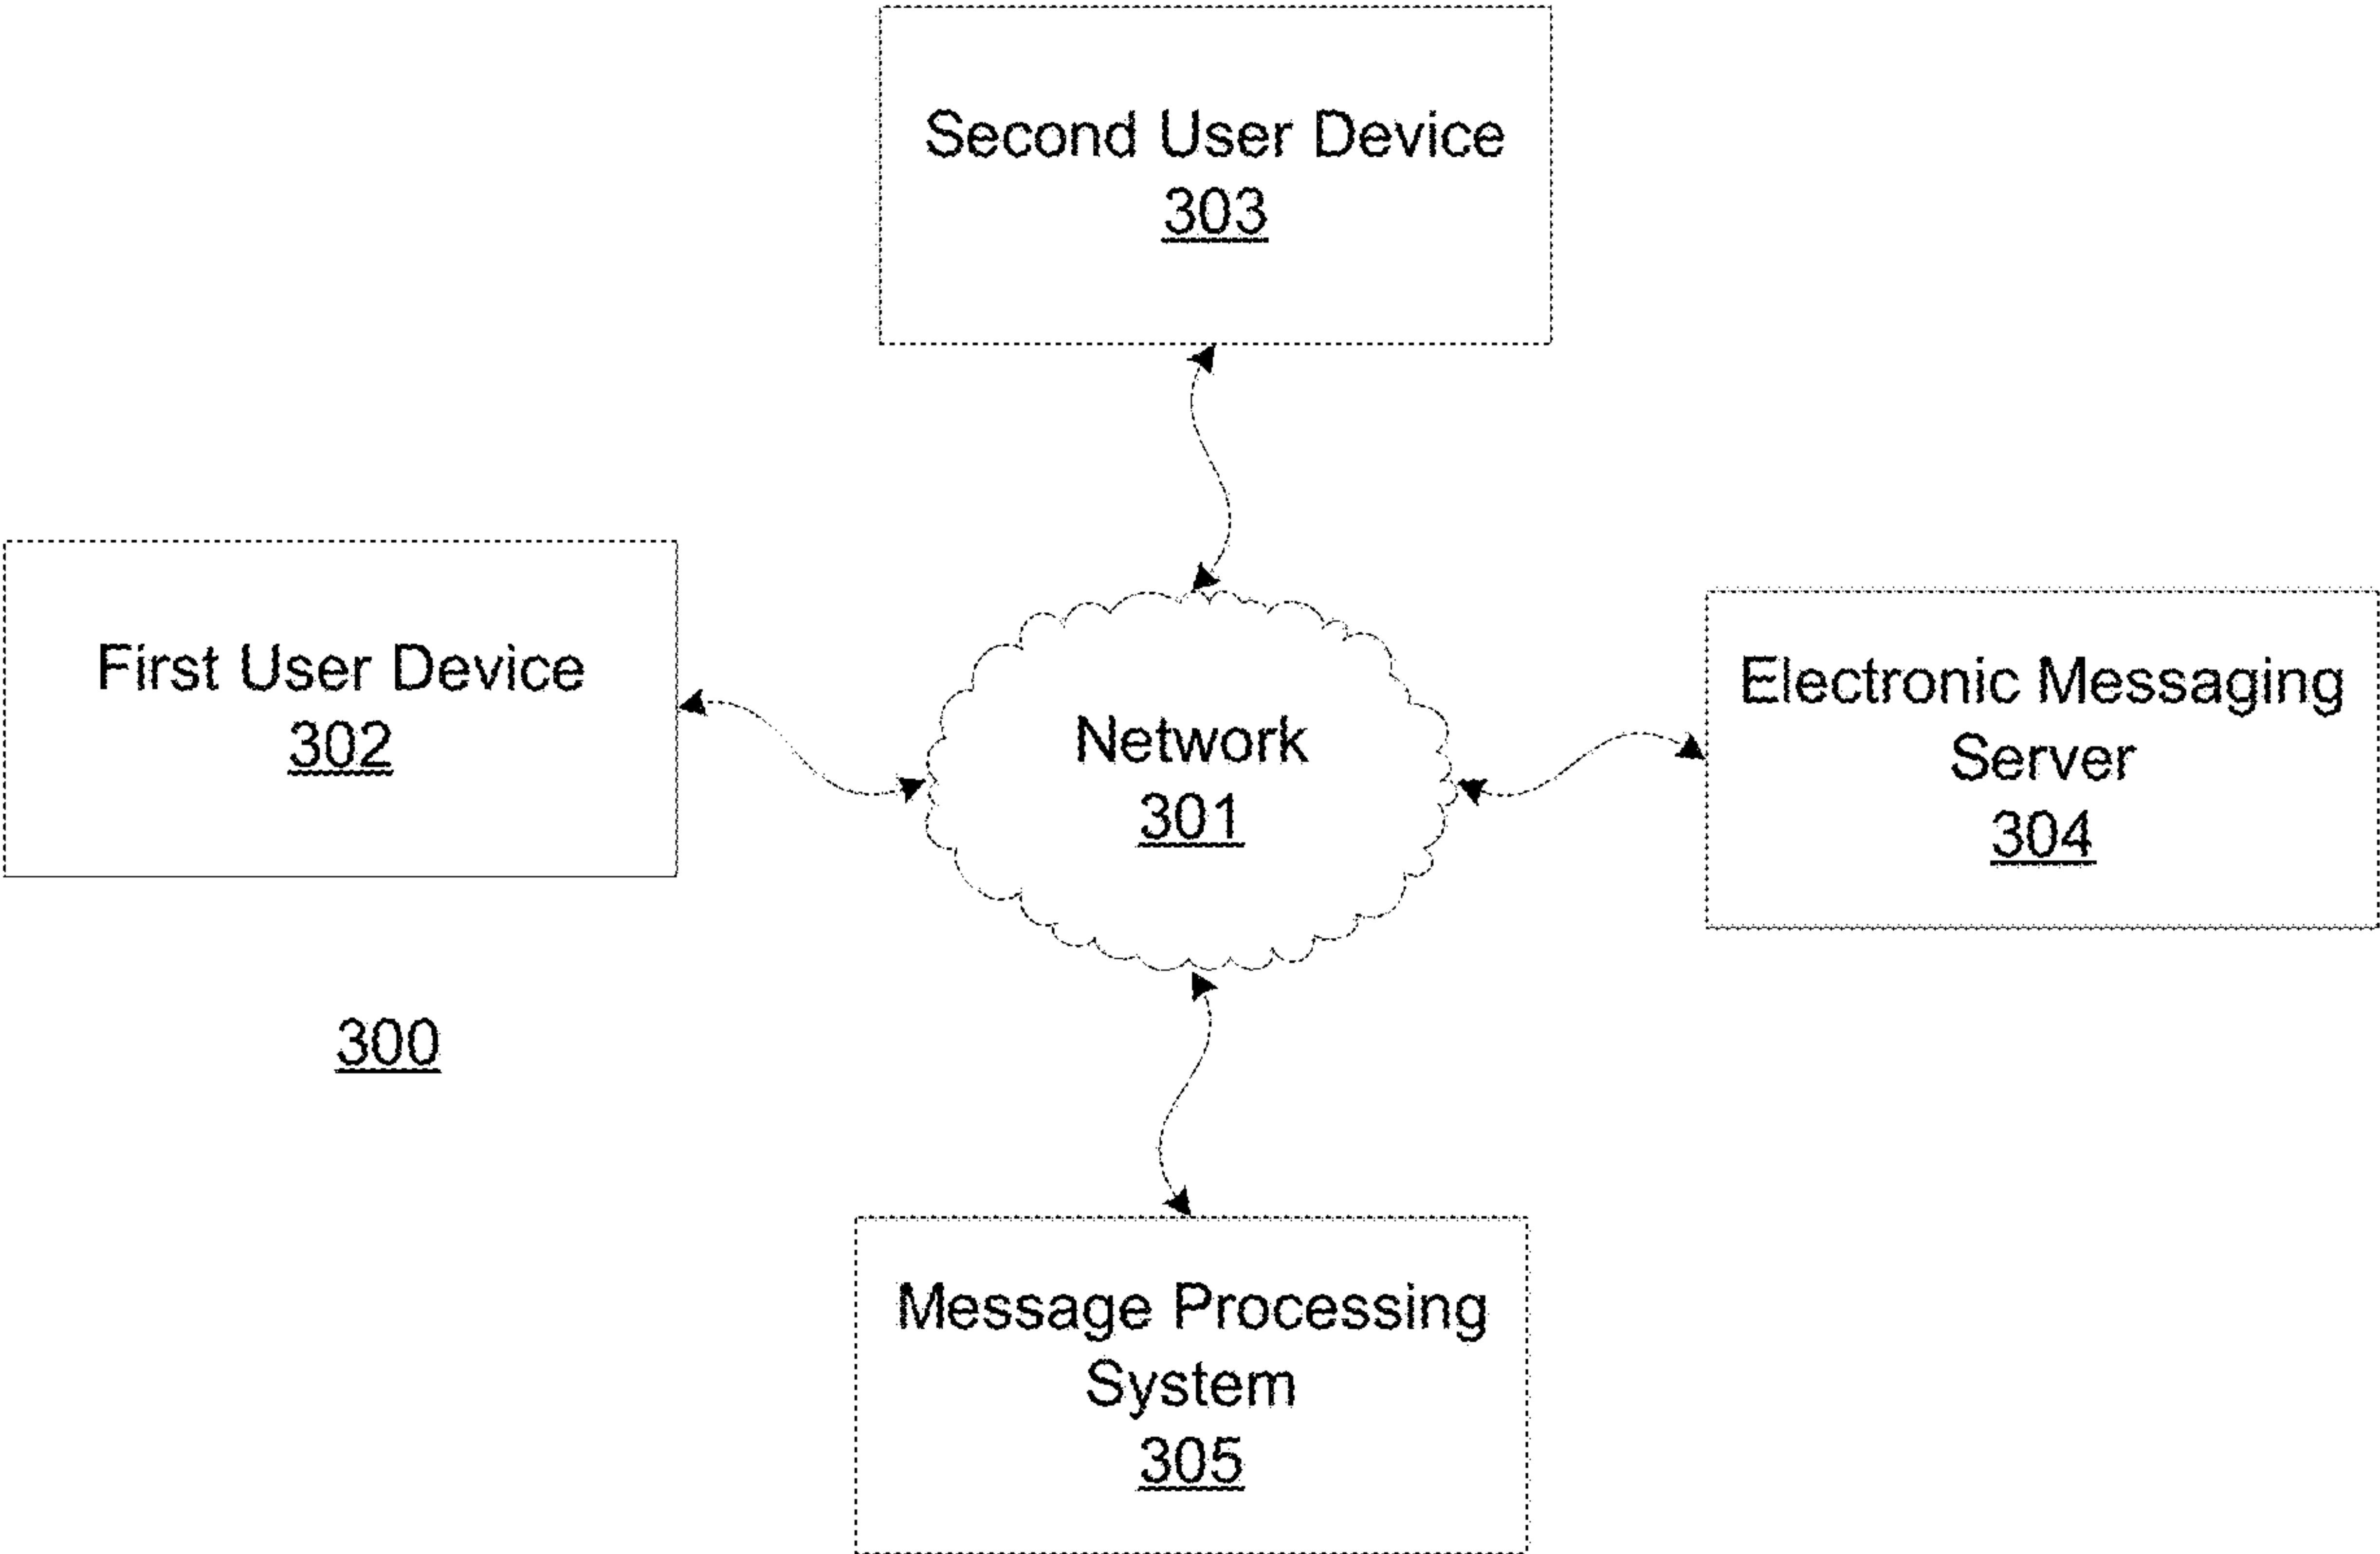 Second User Device
303
First User Device
302
Network
301
Electronic Messaging
Server
304
300
Message Processing
System
305